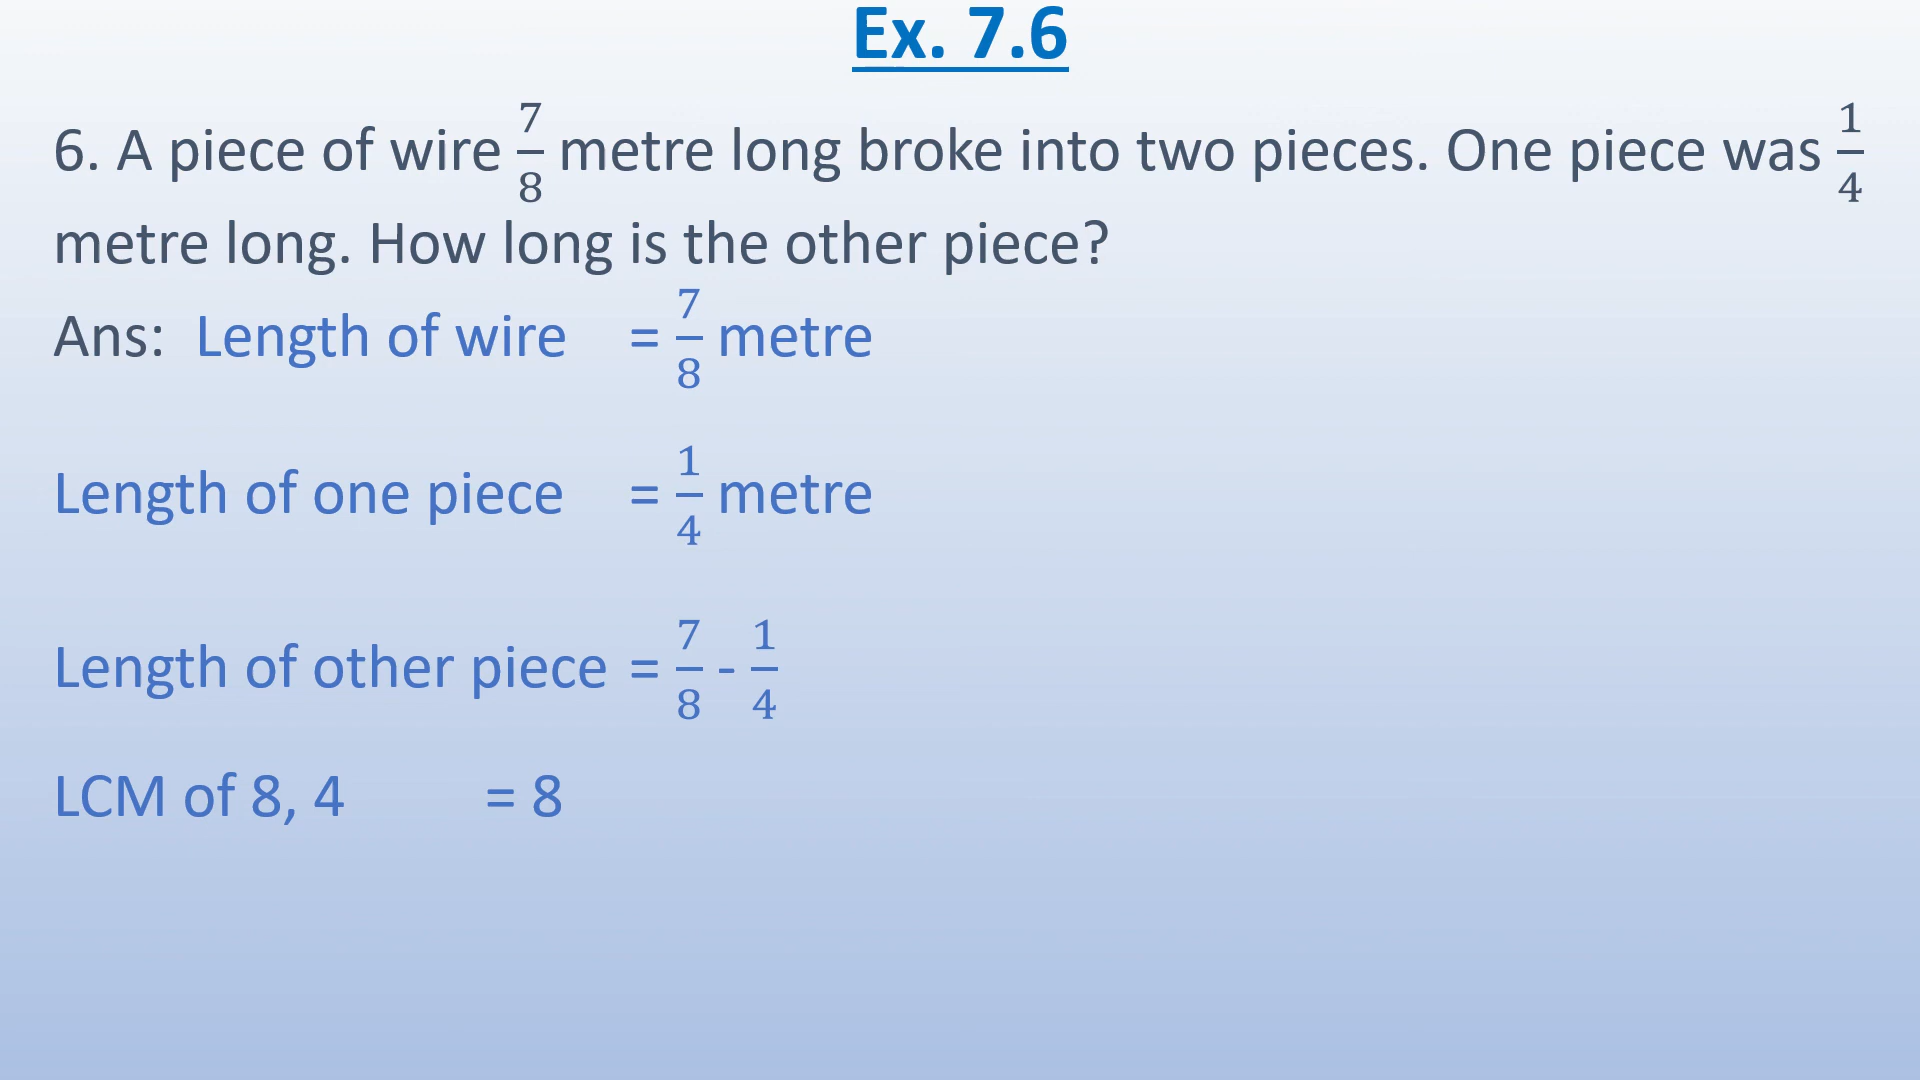 Ex. 7.6
6. A piece of wire 7/8 metre long broke into two pieces. One piece was 1/4
metre long. How long is the other piece?
Ans: Length of wire = 7/8 metre
Length of one piece = 1/4 metre
Length of other piece = 7/8 - 1/4
LCM of 8, 4 = 8